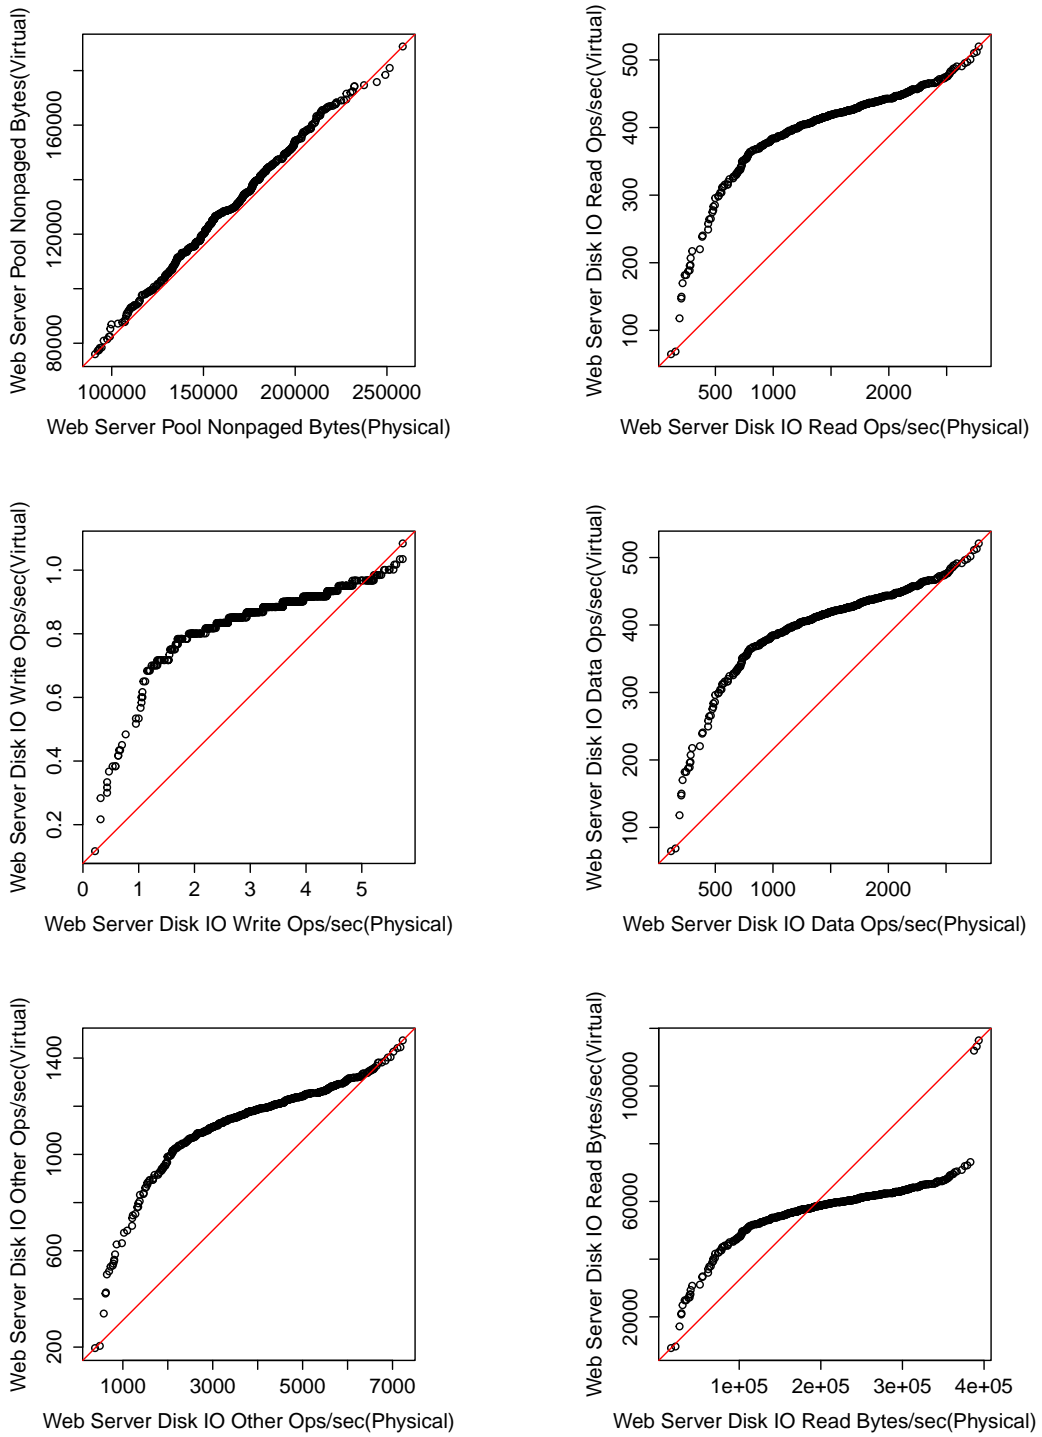 Web Server Pool Nonpaged Bytes(Virtual)
80000 120000 160000
100000 150000 200000 250000
Web Server Pool Nonpaged Bytes(Physical)
Web Server Disk IO Read Ops/sec(Virtual)
100 200 300 400 500
500 1000 2000
Web Server Disk IO Read Ops/sec(Physical)
Web Server Disk IO Write Ops/sec(Virtual)
0.2 0.4 0.6 0.8 1.0
0 1 2 3 4 5
Web Server Disk IO Write Ops/sec(Physical)
Web Server Disk IO Data Ops/sec(Virtual)
100 200 300 400 500
500 1000 2000
Web Server Disk IO Data Ops/sec(Physical)
Web Server Disk IO Other Ops/sec(Virtual)
200 600 1000 1400
1000 3000 5000 7000
Web Server Disk IO Other Ops/sec(Physical)
Web Server Disk IO Read Bytes/sec(Virtual)
20000 60000 100000
1e+05 2e+05 3e+05 4e+05
Web Server Disk IO Read Bytes/sec(Physical)